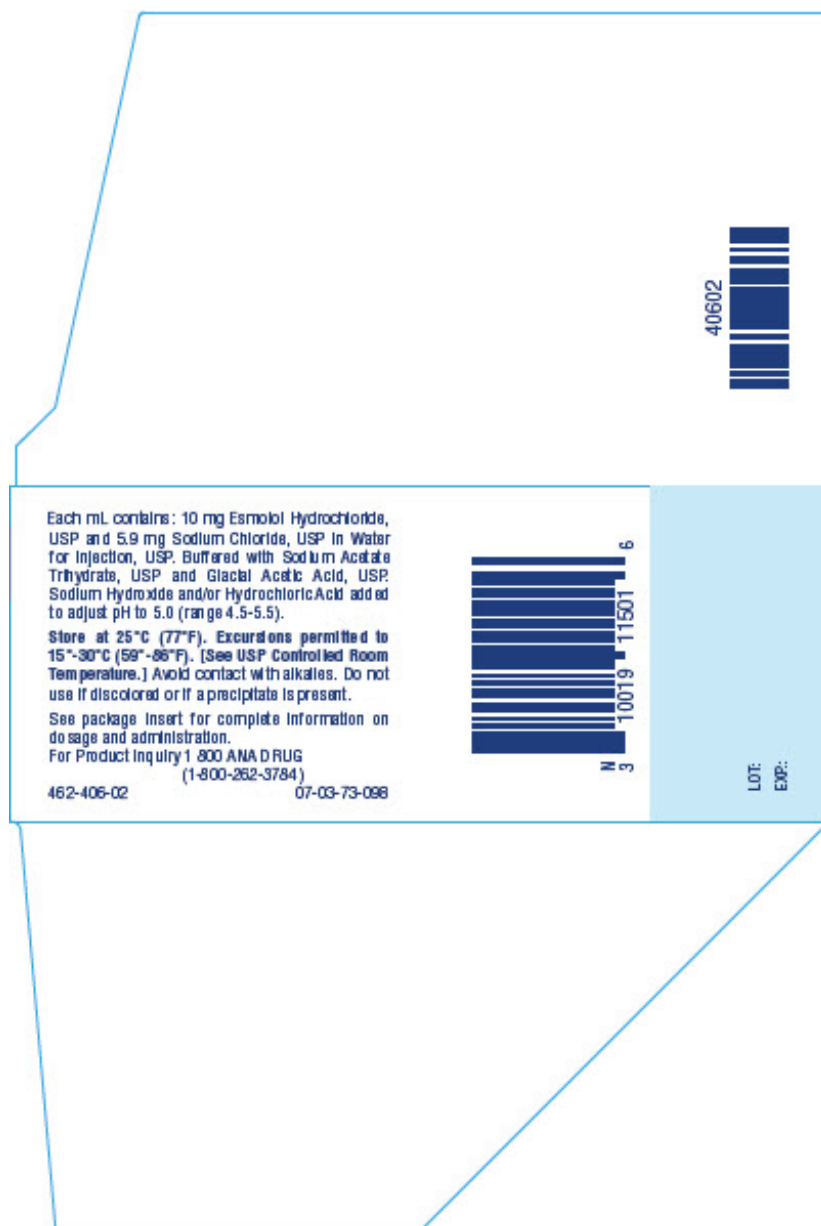 40602
Each mL contains: 10 mg Esmolol Hydrochloride,
USP and 5.9 mg Sodium Chloride, USP in Water
for Injection, USP. Buffered with Sodium Acetate
Trihydrate, USP and Glacial Acetic Acid, USP.
Sodium Hydroxide and/or Hydrochloric Acid added
to adjust pH to 5.0 (range 4.5-5.5).
Store at 25°C (77°F). Excursions permitted to
15°-30°C (59°-86°F). [See USP Controlled Room
Temperature.] Avoid contact with alkalies. Do not
use if discolored or if a precipitate is present.
See package insert for complete information on
dosage and administration.
For Product Inquiry 1 800 ANA DRUG
(1-800-262-3784)
462-406-02 07-03-73-098
N
3 10019 11501 6
LOT:
EXP.: